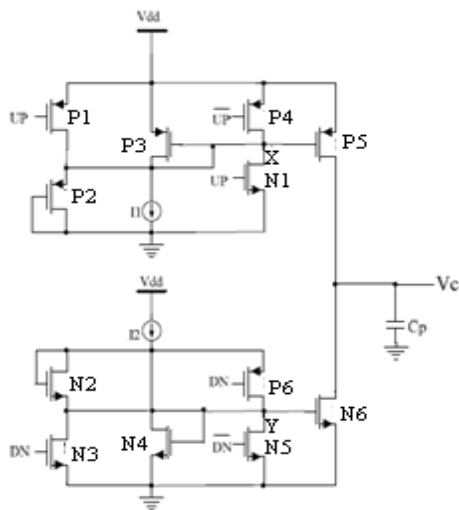 Vdd
UP P1 U̅P̅ P4
P3 P5
X
P2 UP N1
I1
Vdd
Vc
Cp
I2
N2 DN P6
N6
Y
DN N3 N4 D̅N̅ N5